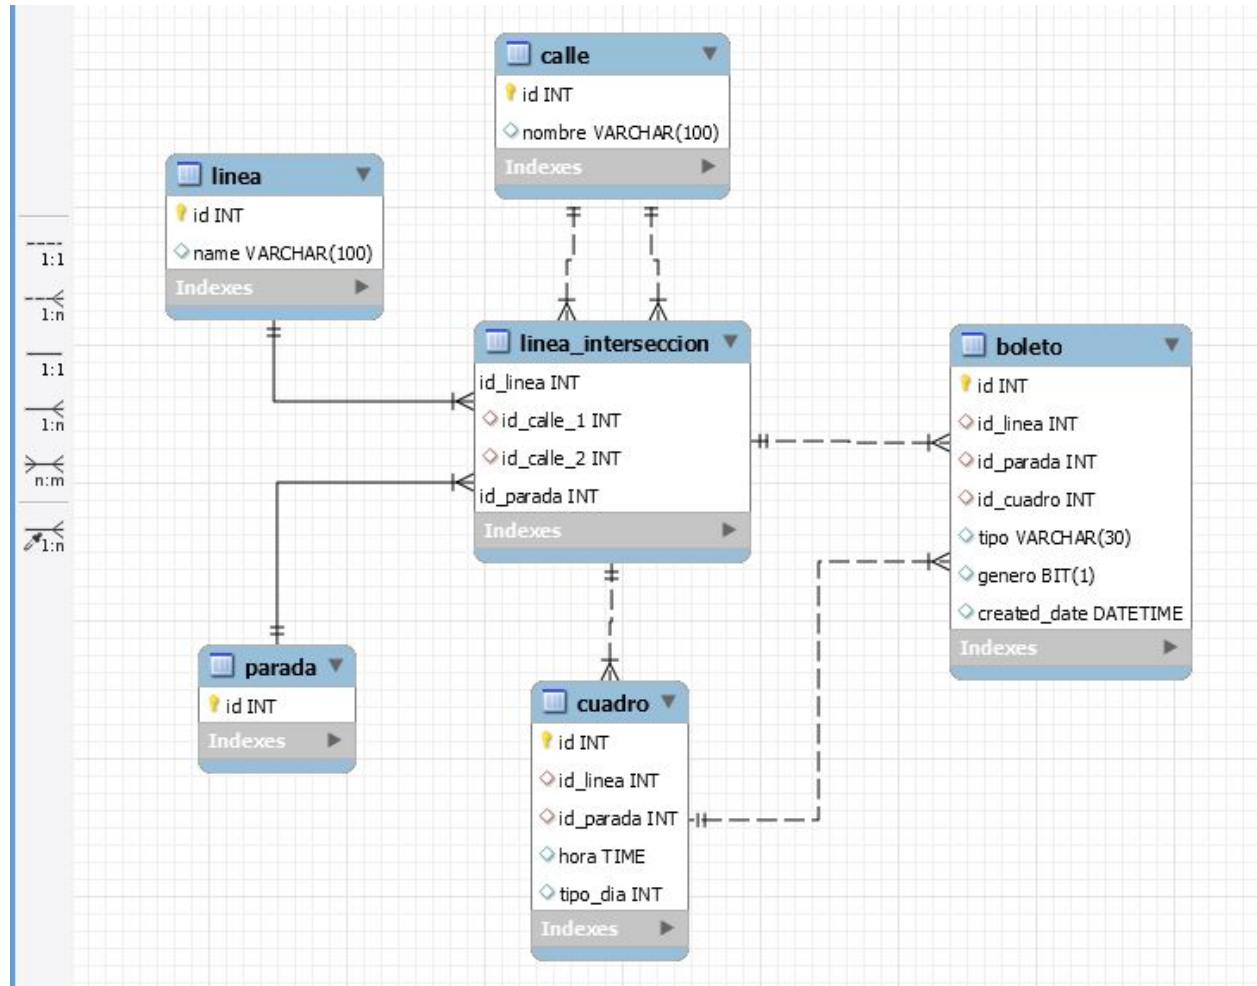 calle
id INT
nombre VARCHAR(100)
Indexes
linea
id INT
name VARCHAR(100)
Indexes
1:1
1:n
1:1
1:n
n:m
1:n
linea_interseccion
id_linea INT
id_calle_1 INT
id_calle_2 INT
id_parada INT
Indexes
boleto
id INT
id_linea INT
id_parada INT
id_cuadro INT
tipo VARCHAR(30)
genero BIT(1)
created_date DATETIME
Indexes
parada
id INT
Indexes
cuadro
id INT
id_linea INT
id_parada INT
hora TIME
tipo_dia INT
Indexes